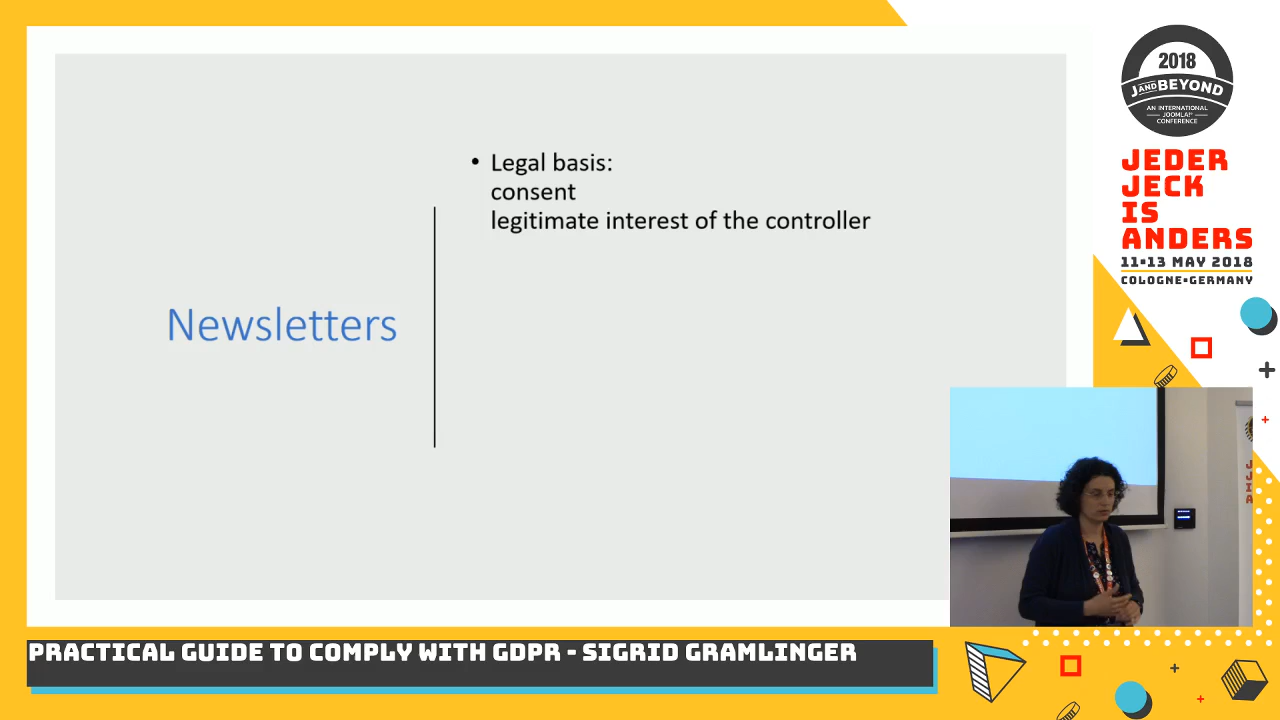 • Legal basis:
consent
legitimate interest of the controller
Newsletters
2018
J AND BEYOND
AN INTERNATIONAL
JOOMLA!®
CONFERENCE
JEDER
JECK
IS
ANDERS
11-13 MAY 2018
COLOGNE-GERMANY
PRACTICAL GUIDE TO COMPLY WITH GDPR - SIGRID GRAMLINGER